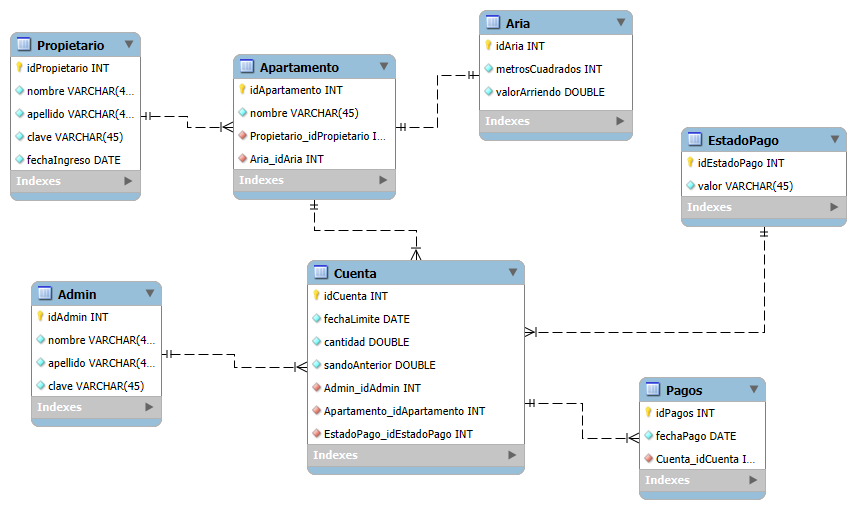 Propietario
idPropietario INT
nombre VARCHAR(4...
apellido VARCHAR(4...
clave VARCHAR(45)
fechaIngreso DATE
Indexes
Apartamento
idApartamento INT
nombre VARCHAR(45)
Propietario_idPropietario I...
Aria_idAria INT
Indexes
Aria
idAria INT
metrosCuadrados INT
valorArriendo DOUBLE
Indexes
EstadoPago
idEstadoPago INT
valor VARCHAR(45)
Indexes
Admin
idAdmin INT
nombre VARCHAR(4...
apellido VARCHAR(4...
clave VARCHAR(45)
Indexes
Cuenta
idCuenta INT
fechaLimite DATE
cantidad DOUBLE
sandoAnterior DOUBLE
Admin_idAdmin INT
Apartamento_idApartamento INT
EstadoPago_idEstadoPago INT
Indexes
Pagos
idPagos INT
fechaPago DATE
Cuenta_idCuenta I...
Indexes